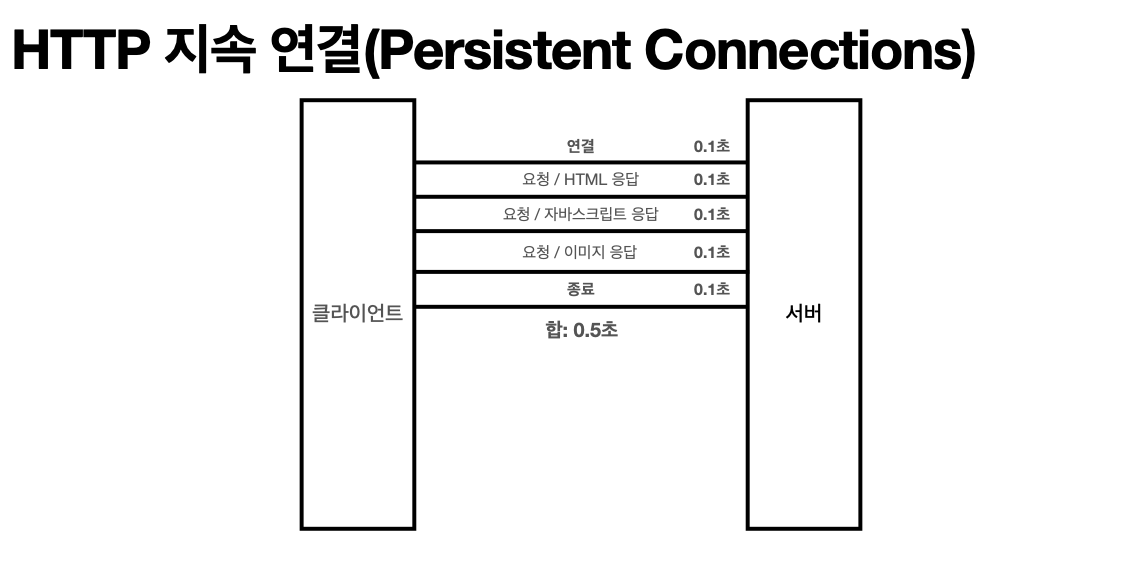 HTTP 지속 연결(Persistent Connections)
연결 0.1초
요청 / HTML 응답 0.1초
요청 / 자바스크립트 응답 0.1초
요청 / 이미지 응답 0.1초
종료 0.1초
클라이언트
서버
합: 0.5초